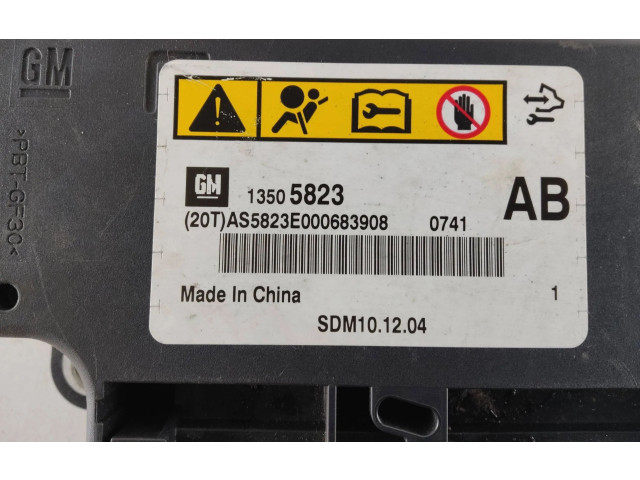 GM
>PBT-GF30<
GM 1350 5823 AB
(20T)AS5823E000683908 0741
Made In China 1
SDM10.12.04